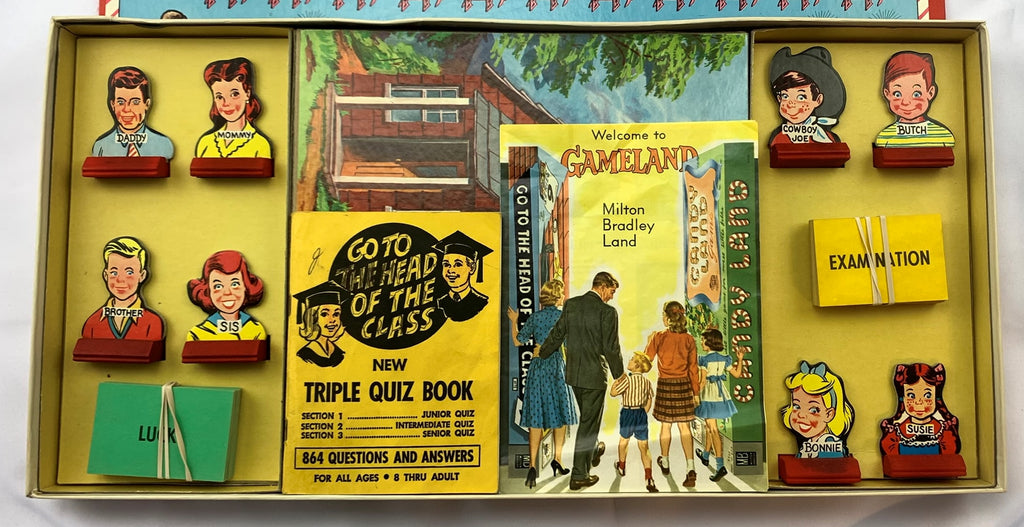 DADDY
MOMMY
BROTHER
SIS
LUCK
GO TO
THE HEAD
OF THE
CLASS
NEW
TRIPLE QUIZ BOOK
SECTION 1 .................... JUNIOR QUIZ
SECTION 2 ............... INTERMEDIATE QUIZ
SECTION 3 .................... SENIOR QUIZ
864 QUESTIONS AND ANSWERS
FOR ALL AGES • 8 THRU ADULT
Welcome to
GAMELAND
Milton
Bradley
Land
GO TO THE HEAD OF THE CLASS
CANDY LAND
CANDY LAND
COWBOY
JOE
BUTCH
EXAMINATION
BONNIE
SUSIE